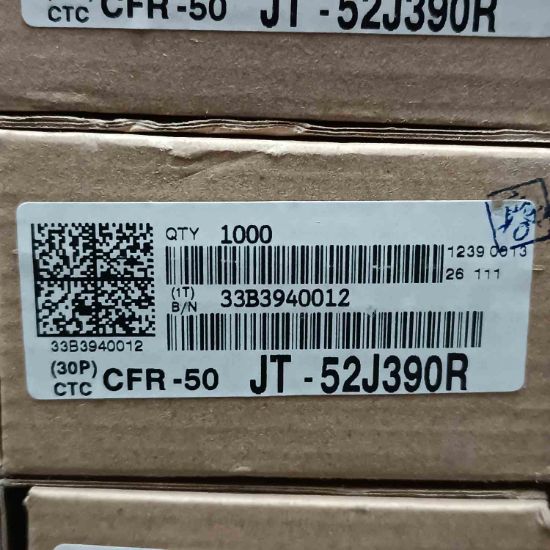 CTC CFR -50 JT - 52J390R
QTY 1000
1239 0013
26 111
(1T)
B/N 33B3940012
33B3940012
(30P)
CTC CFR -50 JT - 52J390R